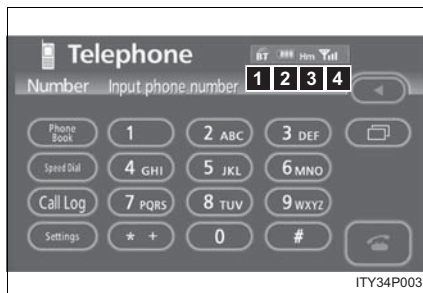 Telephone
BT Hm
1 2 3 4
Number Input phone number
Phone Book 1 2 ABC 3 DEF
Speed Dial 4 GHI 5 JKL 6 MNO
Call Log 7 PQRS 8 TUV 9 WXYZ
Settings * + 0 #
ITY34P003